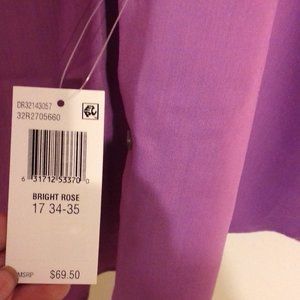 DR32143057
32R2705660
6 31712 53370 0
BRIGHT ROSE
17 34-35
MSRP $69.50